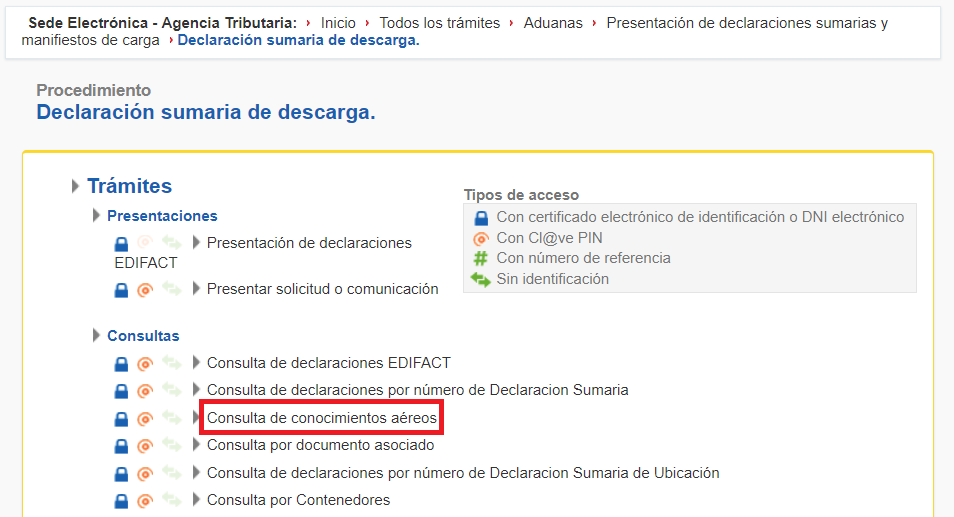 Sede Electrónica - Agencia Tributaria: › Inicio › Todos los trámites › Aduanas › Presentación de declaraciones sumarias y
manifiestos de carga › Declaración sumaria de descarga.
Procedimiento
Declaración sumaria de descarga.
Trámites
Presentaciones
Presentación de declaraciones
EDIFACT
Presentar solicitud o comunicación
Tipos de acceso
Con certificado electrónico de identificación o DNI electrónico
Con Cl@ve PIN
Con número de referencia
Sin identificación
Consultas
Consulta de declaraciones EDIFACT
Consulta de declaraciones por número de Declaracion Sumaria
Consulta de conocimientos aéreos
Consulta por documento asociado
Consulta de declaraciones por número de Declaracion Sumaria de Ubicación
Consulta por Contenedores